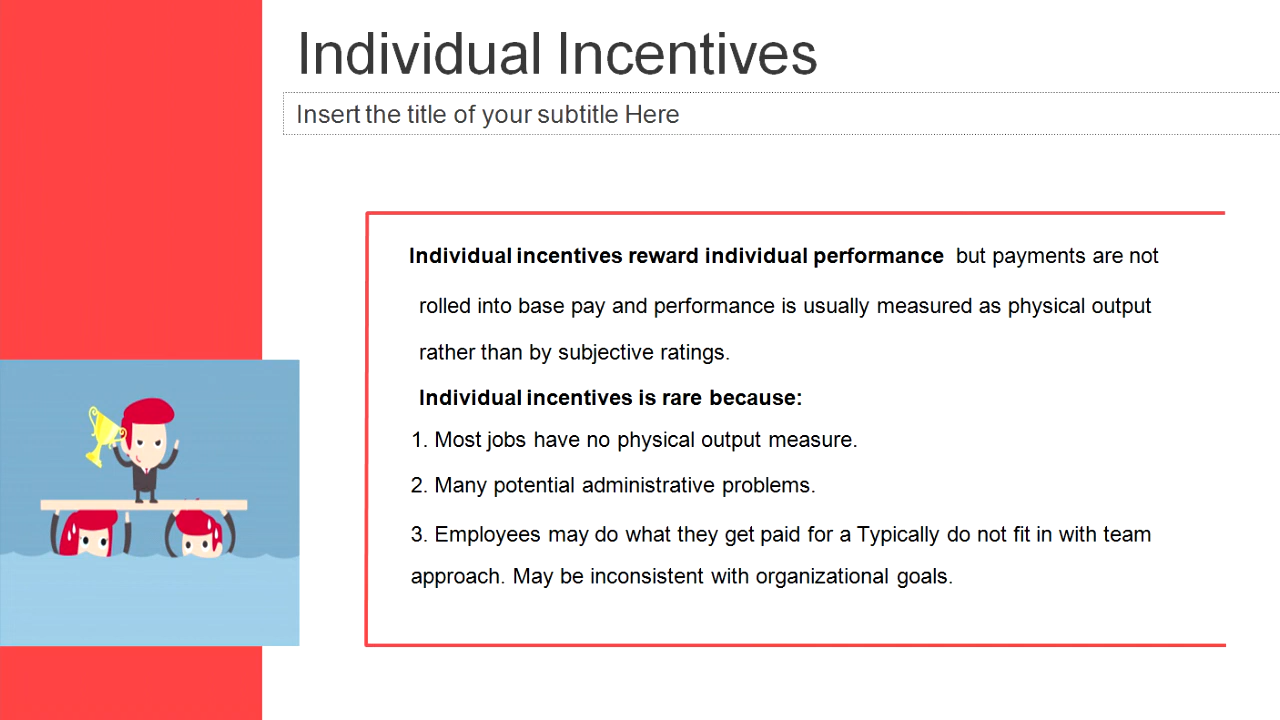 Individual Incentives
Insert the title of your subtitle Here
Individual incentives reward individual performance but payments are not
rolled into base pay and performance is usually measured as physical output
rather than by subjective ratings.
Individual incentives is rare because:
1. Most jobs have no physical output measure.
2. Many potential administrative problems.
3. Employees may do what they get paid for a Typically do not fit in with team
approach. May be inconsistent with organizational goals.